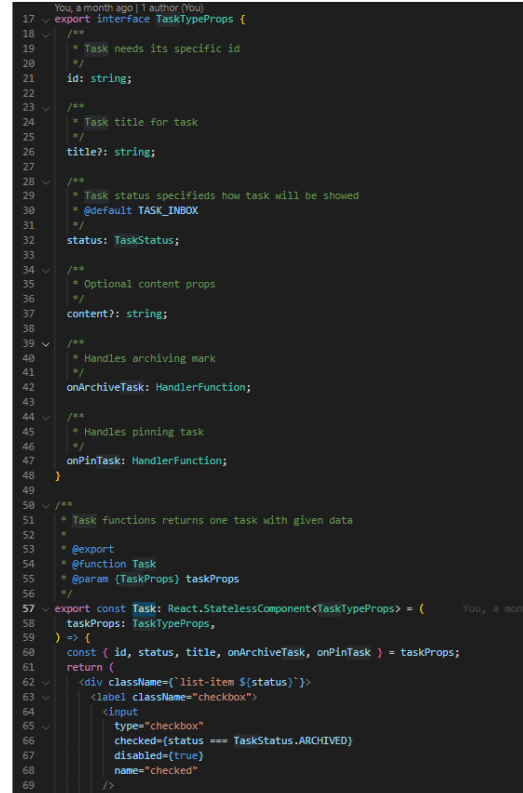 You, a month ago | 1 author (You)
17 export interface TaskTypeProps {
18 /**
19 * Task needs its specific id
20 */
21 id: string;
22
23 /**
24 * Task title for task
25 */
26 title?: string;
27
28 /**
29 * Task status specifieds how task will be showed
30 * @default TASK_INBOX
31 */
32 status: TaskStatus;
33
34 /**
35 * Optional content props
36 */
37 content?: string;
38
39 /**
40 * Handles archiving mark
41 */
42 onArchiveTask: HandlerFunction;
43
44 /**
45 * Handles pinning task
46 */
47 onPinTask: HandlerFunction;
48 }
49
50 /**
51 * Task functions returns one task with given data
52 *
53 * @export
54 * @function Task
55 * @param {TaskProps} taskProps
56 */
57 export const Task: React.StatelessComponent<TaskTypeProps> = ( You, a mon
58 taskProps: TaskTypeProps,
59 ) => {
60 const { id, status, title, onArchiveTask, onPinTask } = taskProps;
61 return (
62 <div className={`list-item ${status}`}>
63 <label className="checkbox">
64 <input
65 type="checkbox"
66 checked={status === TaskStatus.ARCHIVED}
67 disabled={true}
68 name="checked"
69 />